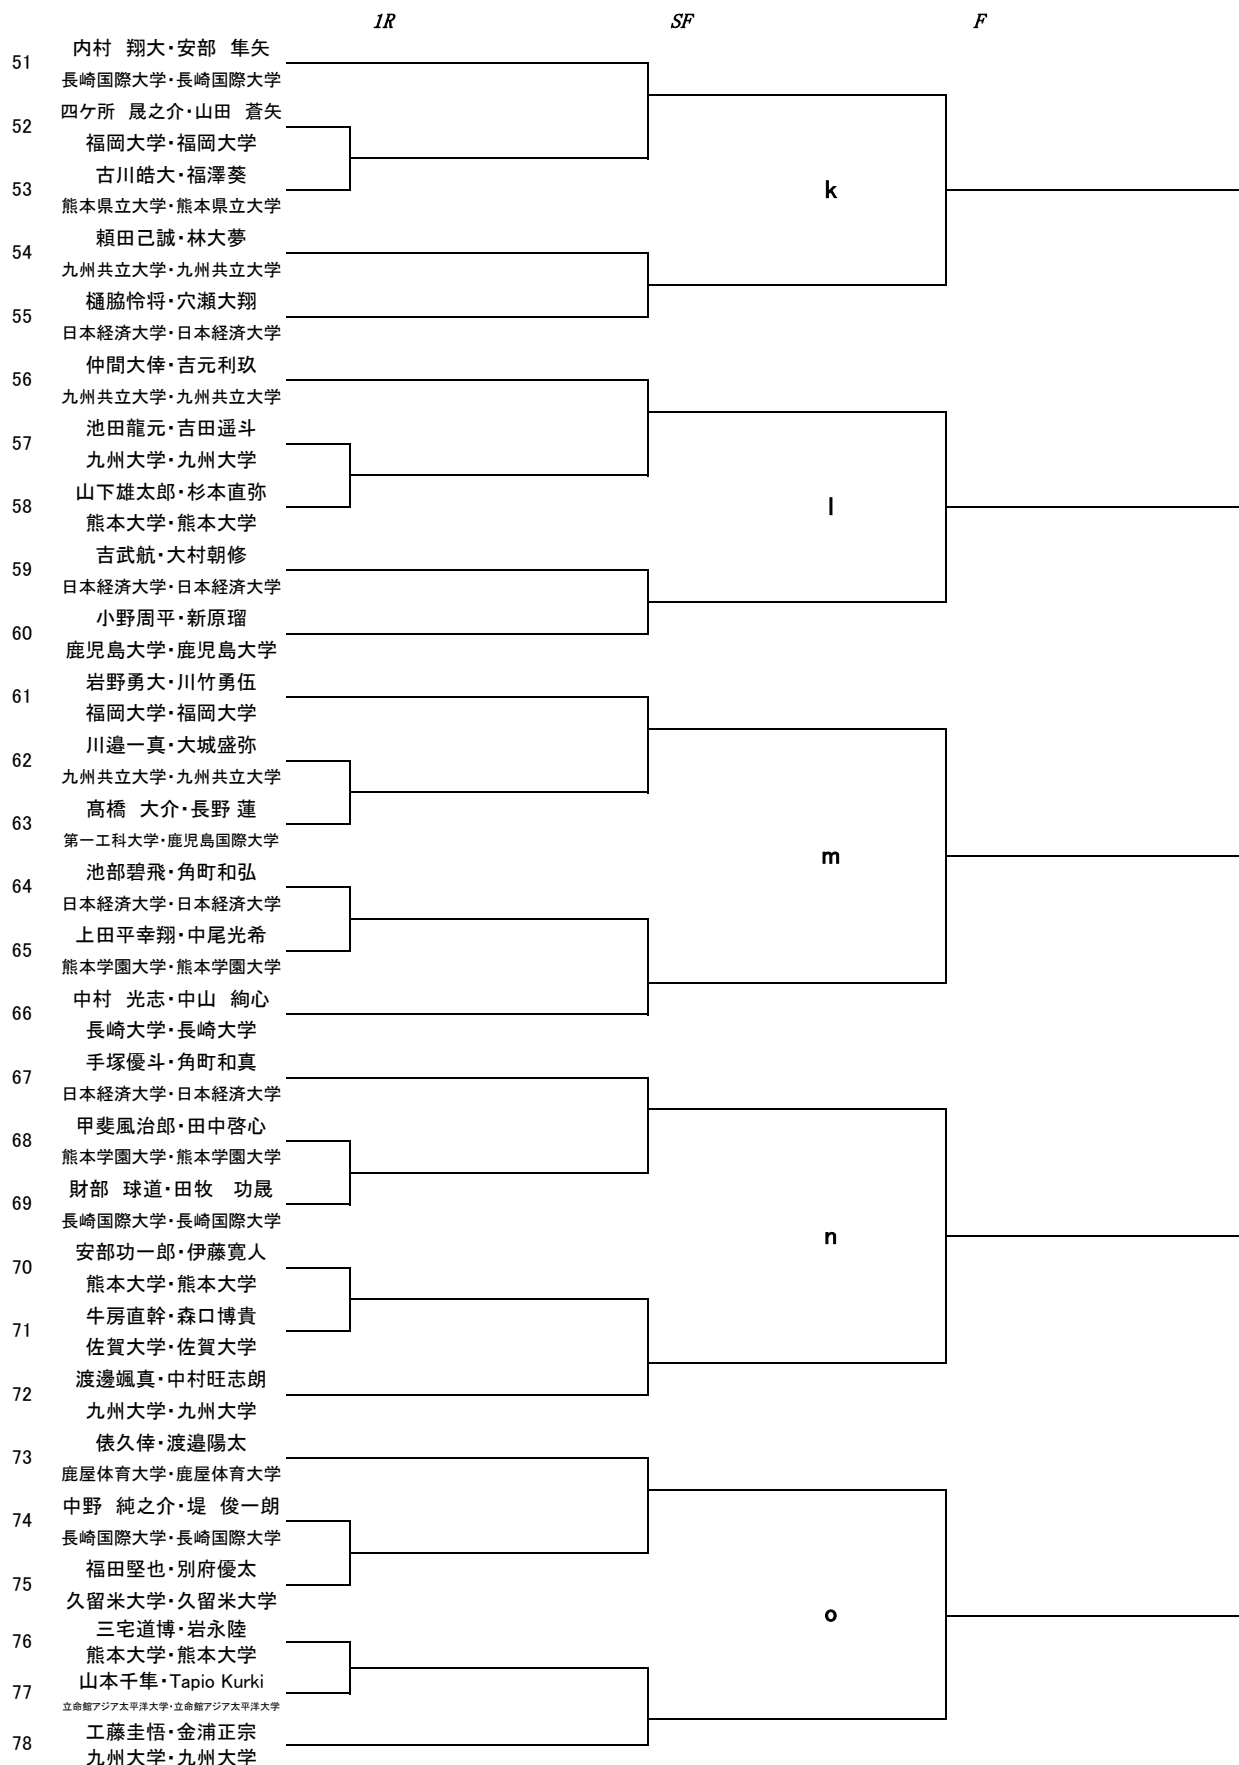 1R SF F
内村 翔大・安部 隼矢
51
長崎国際大学・長崎国際大学
四ケ所 晟之介・山田 蒼矢
52
福岡大学・福岡大学
古川皓大・福澤葵
53
熊本県立大学・熊本県立大学
k
頼田己誠・林大夢
54
九州共立大学・九州共立大学
樋脇怜将・穴瀬大翔
55
日本経済大学・日本経済大学
仲間大倖・吉元利玖
56
九州共立大学・九州共立大学
池田龍元・吉田遥斗
57
九州大学・九州大学
山下雄太郎・杉本直弥
58
熊本大学・熊本大学
l
吉武航・大村朝修
59
日本経済大学・日本経済大学
小野周平・新原瑠
60
鹿児島大学・鹿児島大学
岩野勇大・川竹勇伍
61
福岡大学・福岡大学
川邉一真・大城盛弥
62
九州共立大学・九州共立大学
髙橋 大介・長野 蓮
63
第一工科大学・鹿児島国際大学
m
池部碧飛・角町和弘
64
日本経済大学・日本経済大学
上田平幸翔・中尾光希
65
熊本学園大学・熊本学園大学
中村 光志・中山 絢心
66
長崎大学・長崎大学
手塚優斗・角町和真
67
日本経済大学・日本経済大学
甲斐風治郎・田中啓心
68
熊本学園大学・熊本学園大学
財部 球道・田牧 功晟
69
長崎国際大学・長崎国際大学
n
安部功一郎・伊藤寛人
70
熊本大学・熊本大学
牛房直幹・森口博貴
71
佐賀大学・佐賀大学
渡邊颯真・中村旺志朗
72
九州大学・九州大学
俵久倖・渡邉陽太
73
鹿屋体育大学・鹿屋体育大学
中野 純之介・堤 俊一朗
74
長崎国際大学・長崎国際大学
福田堅也・別府優太
75
久留米大学・久留米大学
o
三宅道博・岩永陸
76
熊本大学・熊本大学
山本千隼・Tapio Kurki
77
立命館アジア太平洋大学・立命館アジア太平洋大学
工藤圭悟・金浦正宗
78
九州大学・九州大学